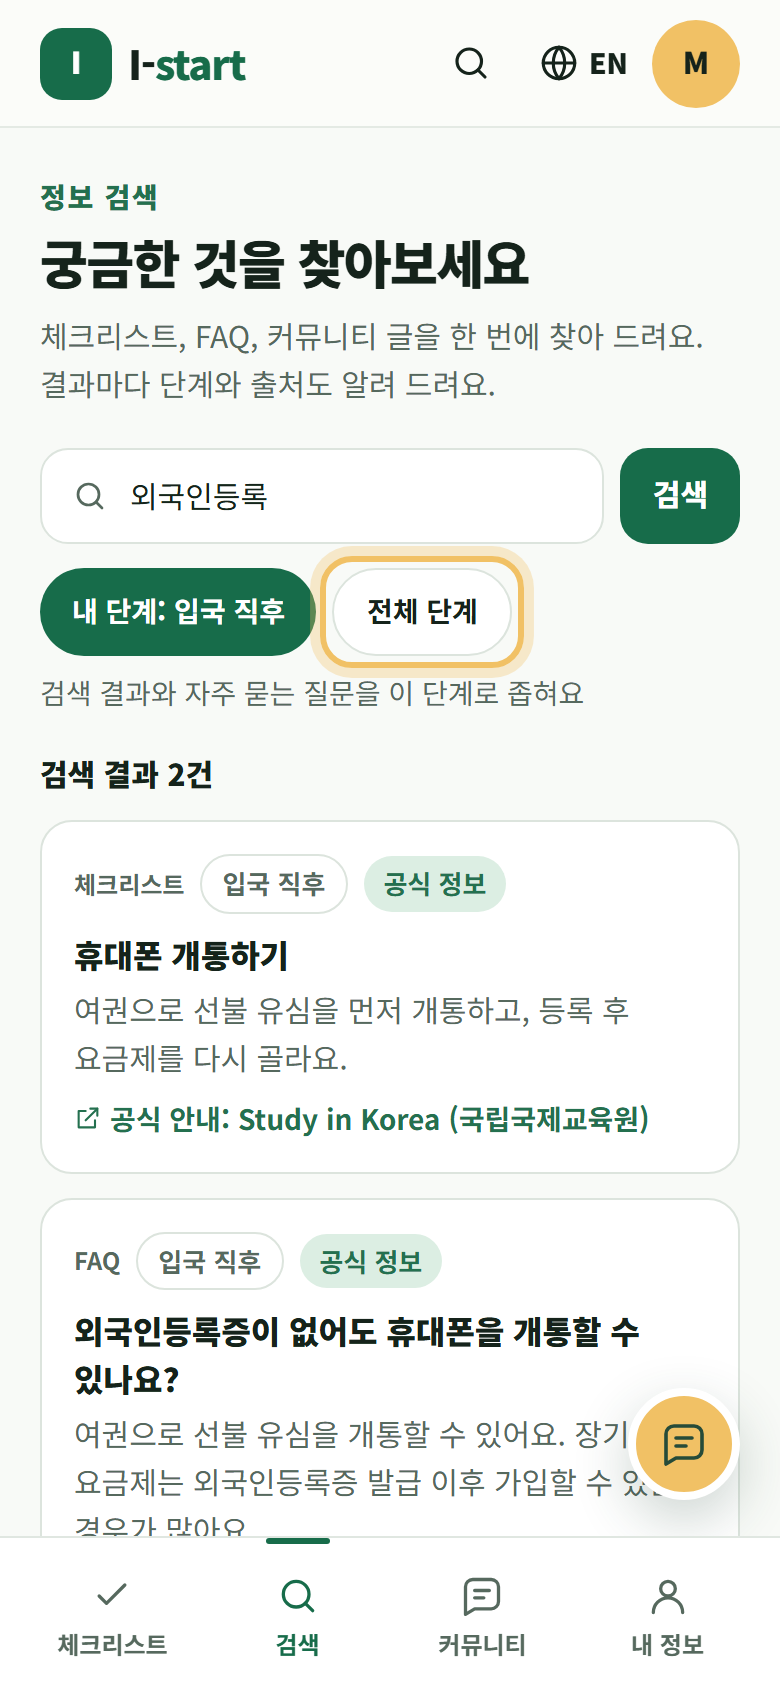 I I-start EN M
정보 검색
궁금한 것을 찾아보세요
체크리스트, FAQ, 커뮤니티 글을 한 번에 찾아 드려요.
결과마다 단계와 출처도 알려 드려요.
외국인등록 검색
내 단계: 입국 직후 전체 단계
검색 결과와 자주 묻는 질문을 이 단계로 좁혀요
검색 결과 2건
체크리스트 입국 직후 공식 정보
휴대폰 개통하기
여권으로 선불 유심을 먼저 개통하고, 등록 후
요금제를 다시 골라요.
공식 안내: Study in Korea (국립국제교육원)
FAQ 입국 직후 공식 정보
외국인등록증이 없어도 휴대폰을 개통할 수
있나요?
여권으로 선불 유심을 개통할 수 있어요. 장기
요금제는 외국인등록증 발급 이후 가입할 수
경우가 많아요
체크리스트 검색 커뮤니티 내 정보